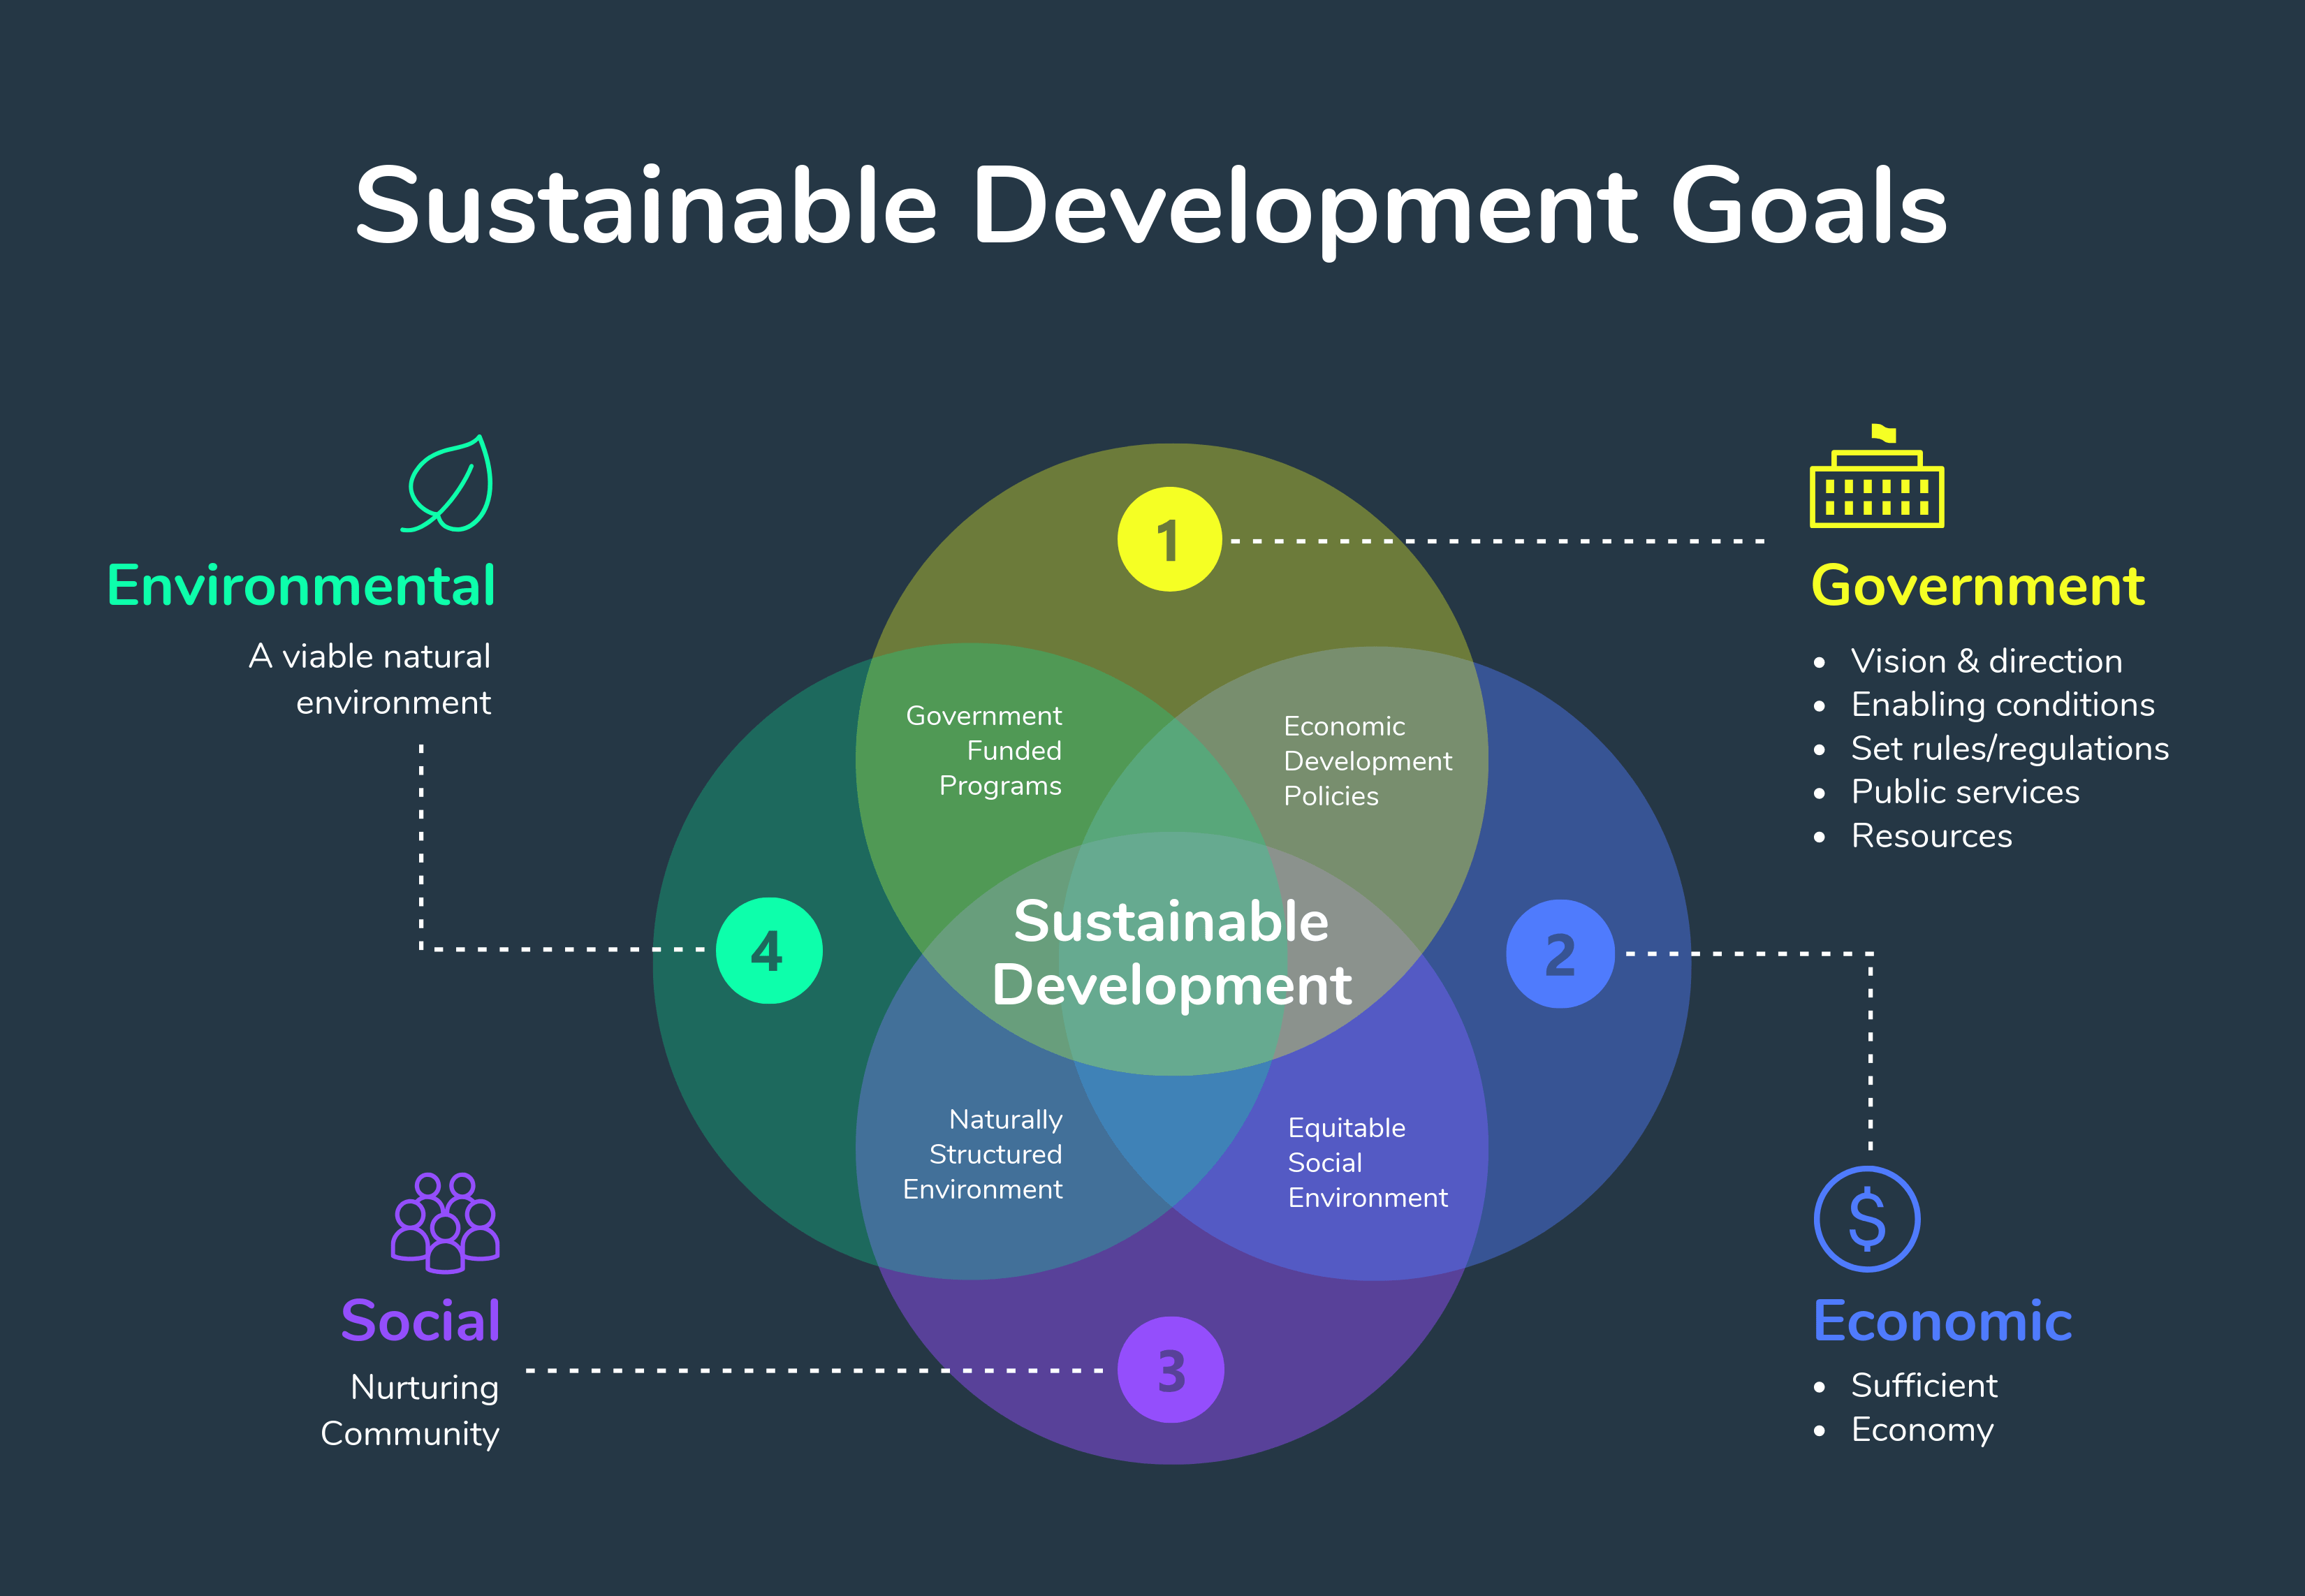 Sustainable Development Goals
Environmental
A viable natural
environment
1
Government
• Vision & direction
• Enabling conditions
• Set rules/regulations
• Public services
• Resources
Government
Funded
Programs
Economic
Development
Policies
4
Sustainable
Development
2
Naturally
Structured
Environment
Equitable
Social
Environment
Social
Nurturing
Community
3
$
Economic
• Sufficient
• Economy